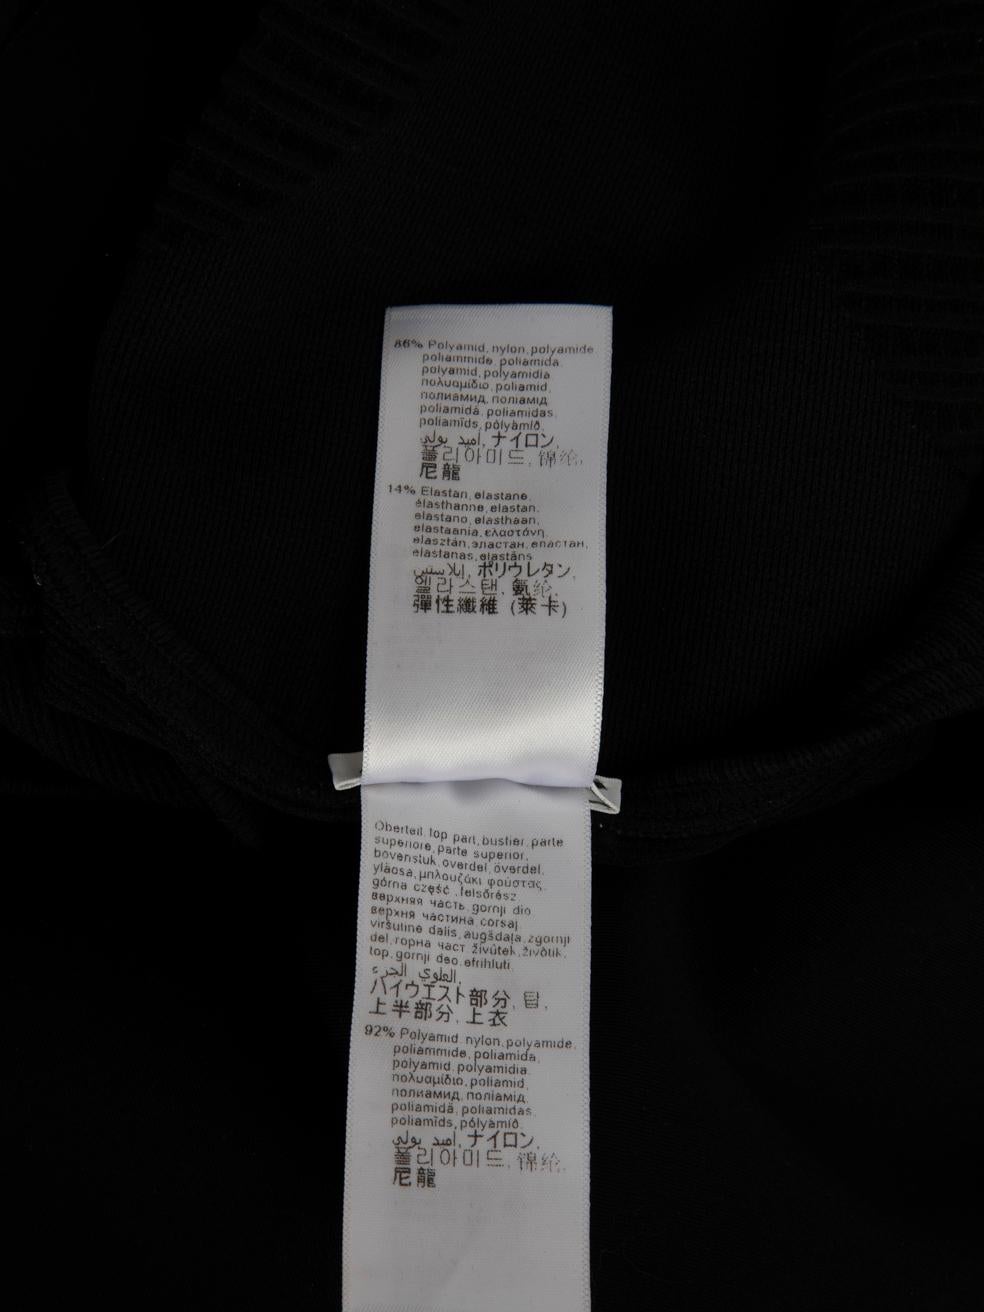 86% Polyamid, nylon, polyamide
poliammide, poliamida,
polyamid, polyamidia
πολυαμίδιο, poliamid,
полиамид, поліамід
poliamidă, poliamidas,
poliamīds, pólýamíð,
اميد بولي, ナイロン,
폴리아미드, 锦纶,
尼龍
14% Elastan, elastane,
élasthanne, elastan,
elastano, elasthaan,
elastaania, ελαστάνη,
elasztán, эластан, еластан,
elastanas, elastāns
إيلاستين, ポリウレタン,
엘라스탄, 氨纶,
彈性纖維 (萊卡)
Oberteil, top part, bustier, parte
superiore, parte superior,
bovenstuk, overdel, överdel,
yläosa, μπλουζάκι φούστας,
górna część, felsőrész
верхняя часть, gornji dio
верхня частина, corsaj,
viršutinė dalis, augšdaļa, zgornji
del, горна част, živůtek, živôtik,
top, gornji deo, efrihluti,
العلوي الجزء,
ハイウエスト部分, 탑,
上半部分, 上衣
92% Polyamid, nylon, polyamide,
poliammide, poliamida,
polyamid, polyamidia
πολυαμίδιο, poliamid,
полиамид, поліамід,
poliamidă, poliamidas,
poliamīds, pólýamíð,
اميد بولي, ナイロン,
폴리아미드, 锦纶,
尼龍